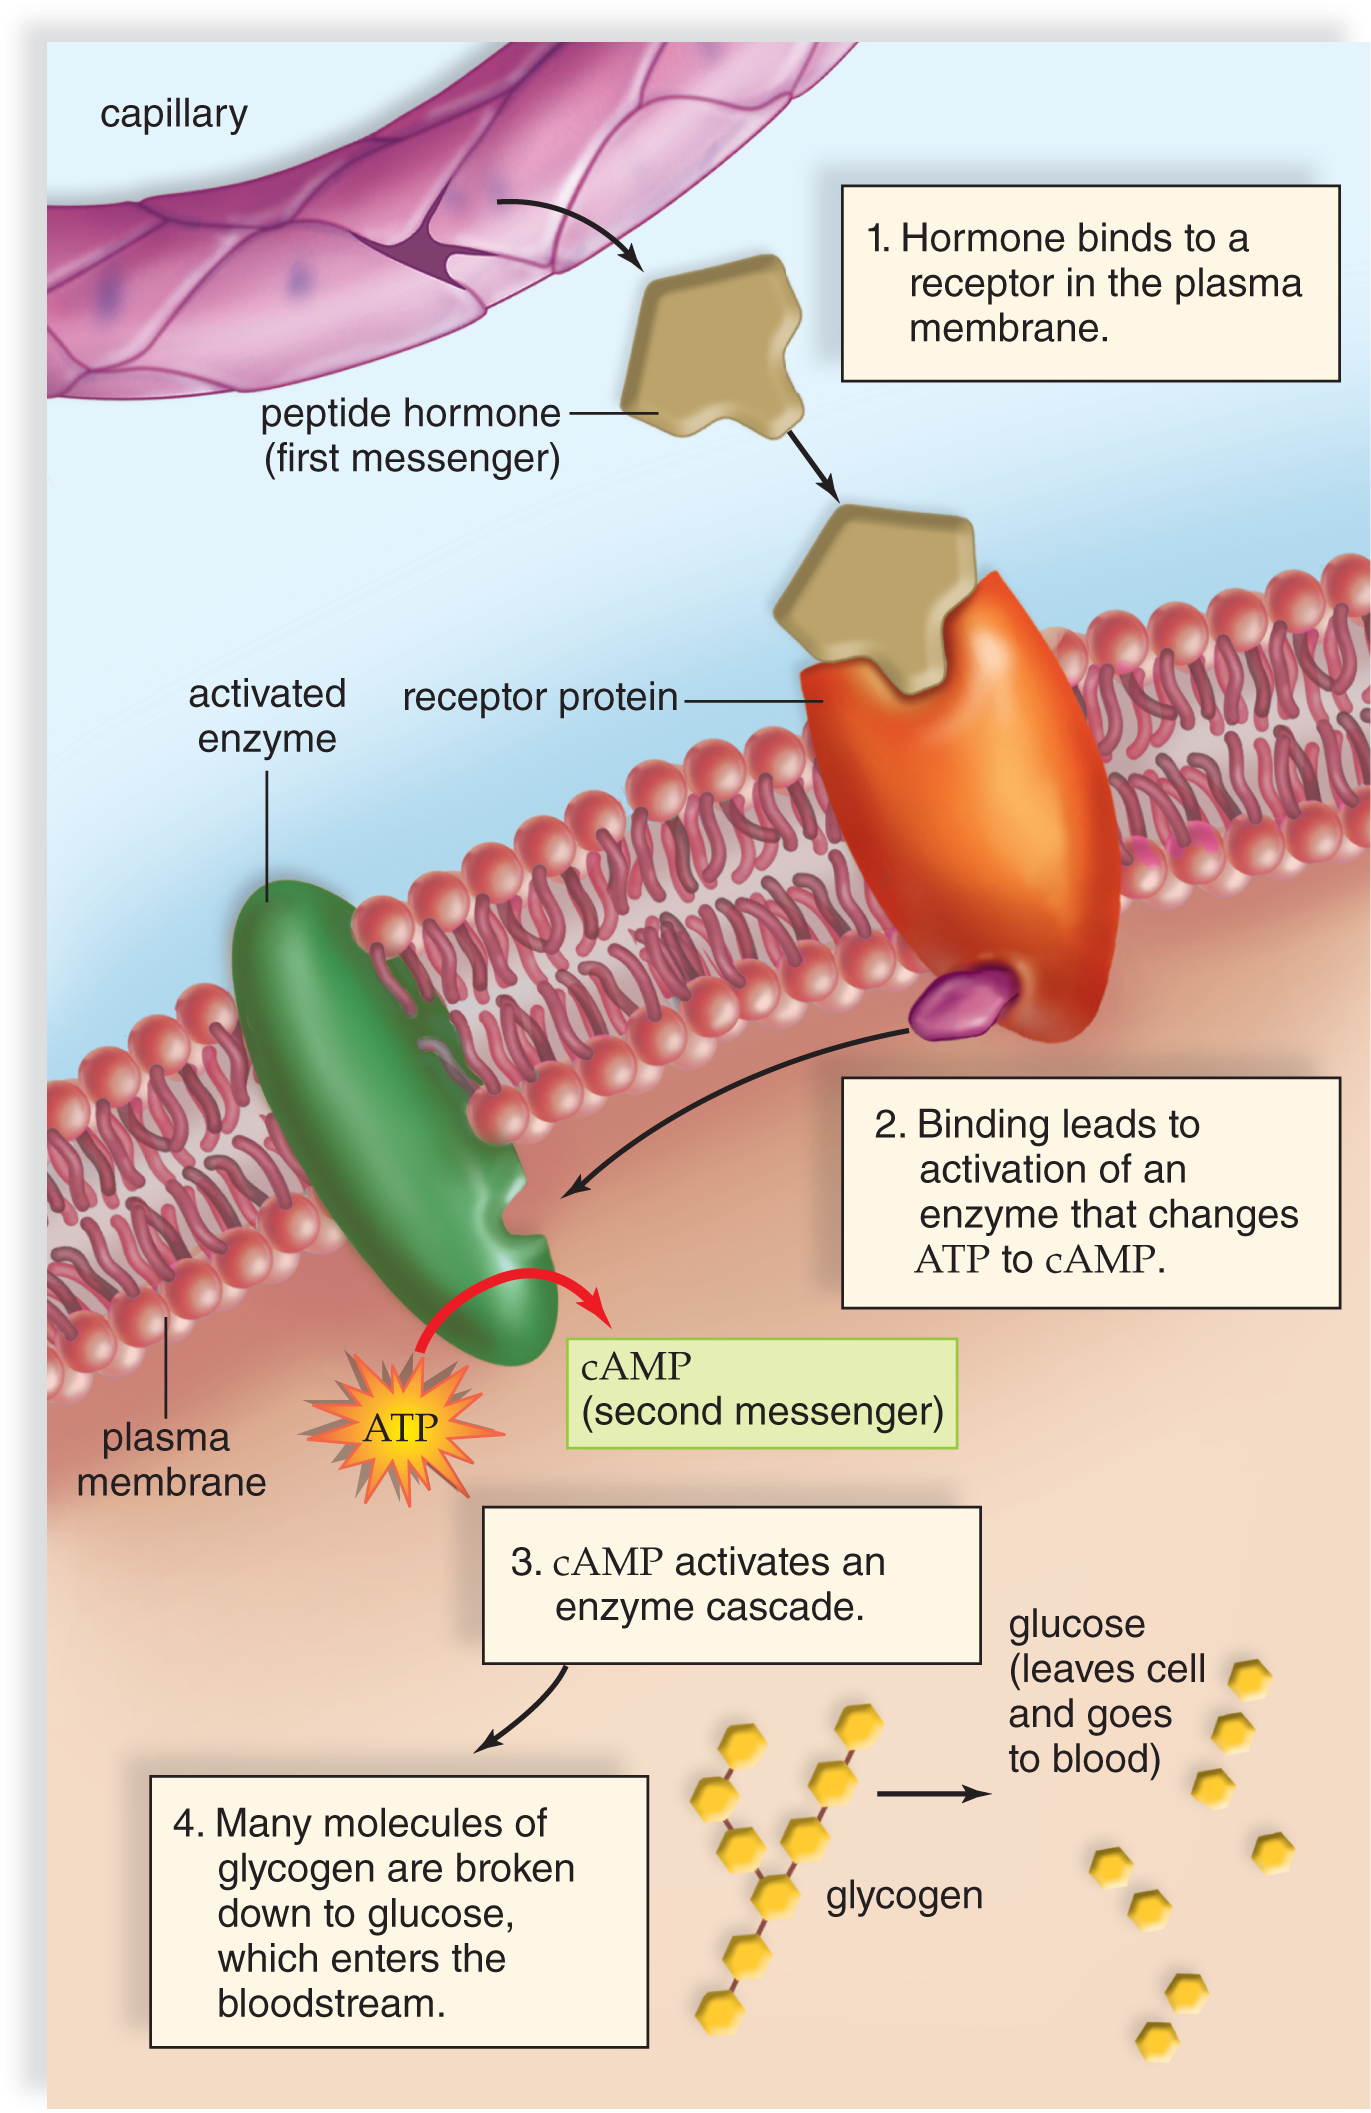 capillary
1. Hormone binds to a
receptor in the plasma
membrane.
peptide hormone
(first messenger)
activated
enzyme
receptor protein
2. Binding leads to
activation of an
enzyme that changes
ATP to cAMP.
cAMP
(second messenger)
ATP
plasma
membrane
3. cAMP activates an
enzyme cascade.
glucose
(leaves cell
and goes
to blood)
4. Many molecules of
glycogen are broken
down to glucose,
which enters the
bloodstream.
glycogen